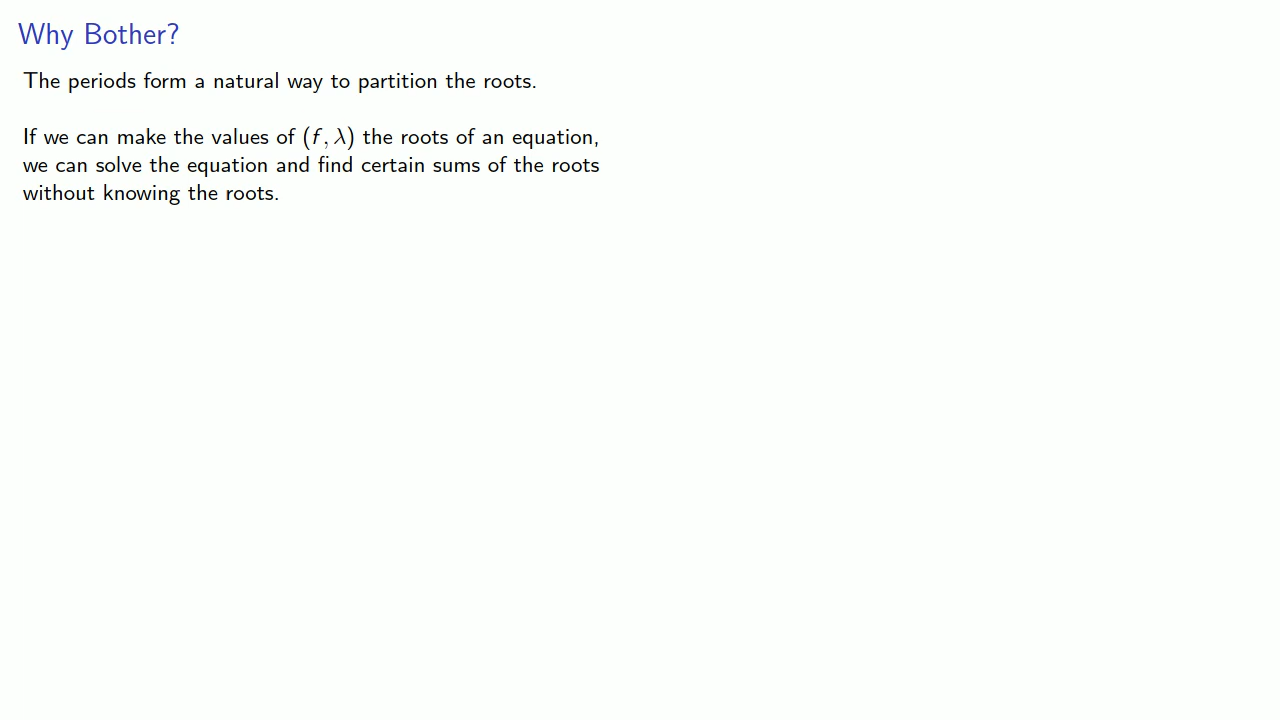 Why Bother?
The periods form a natural way to partition the roots.
If we can make the values of (f, λ) the roots of an equation,
we can solve the equation and find certain sums of the roots
without knowing the roots.